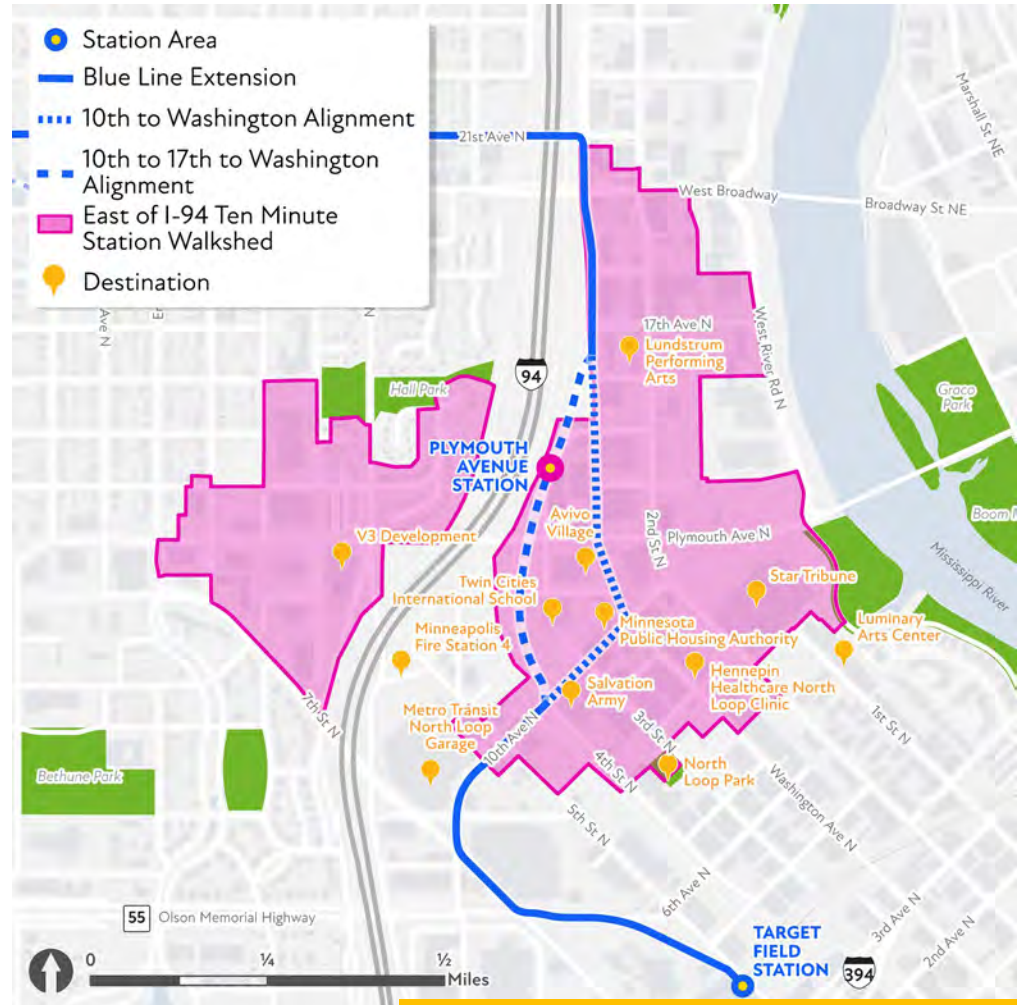 Station Area
Blue Line Extension
10th to Washington Alignment
10th to 17th to Washington
Alignment
East of I-94 Ten Minute
Station Walkshed
Destination
21st Ave N
Marshall St NE
West Broadway
Broadway St NE
Ave N
N
17th Ave N
Lundstrum
Performing
Arts
West River Rd N
94
Hall Park
Graco
Park
PLYMOUTH
AVENUE
STATION
Avivo
Village
2nd St N
Plymouth Ave N
Boom
Mississippi
River
V3 Development
Twin Cities
International School
Star Tribune
Minneapolis
Fire Station 4
Minnesota
Public Housing Authority
Luminary
Arts Center
Hennepin
Healthcare North
Loop Clinic
Salvation
Army
7th St N
Metro Transit
North Loop
Garage
10th Ave N
3rd St N
4th St N
1st St N
North
Loop Park
Bethune Park
5th St N
Washington Ave N
6th Ave N
3rd Ave N
2nd Ave N
55 Olson Memorial Highway
TARGET
FIELD
STATION
394
0 ¼ ½
Miles